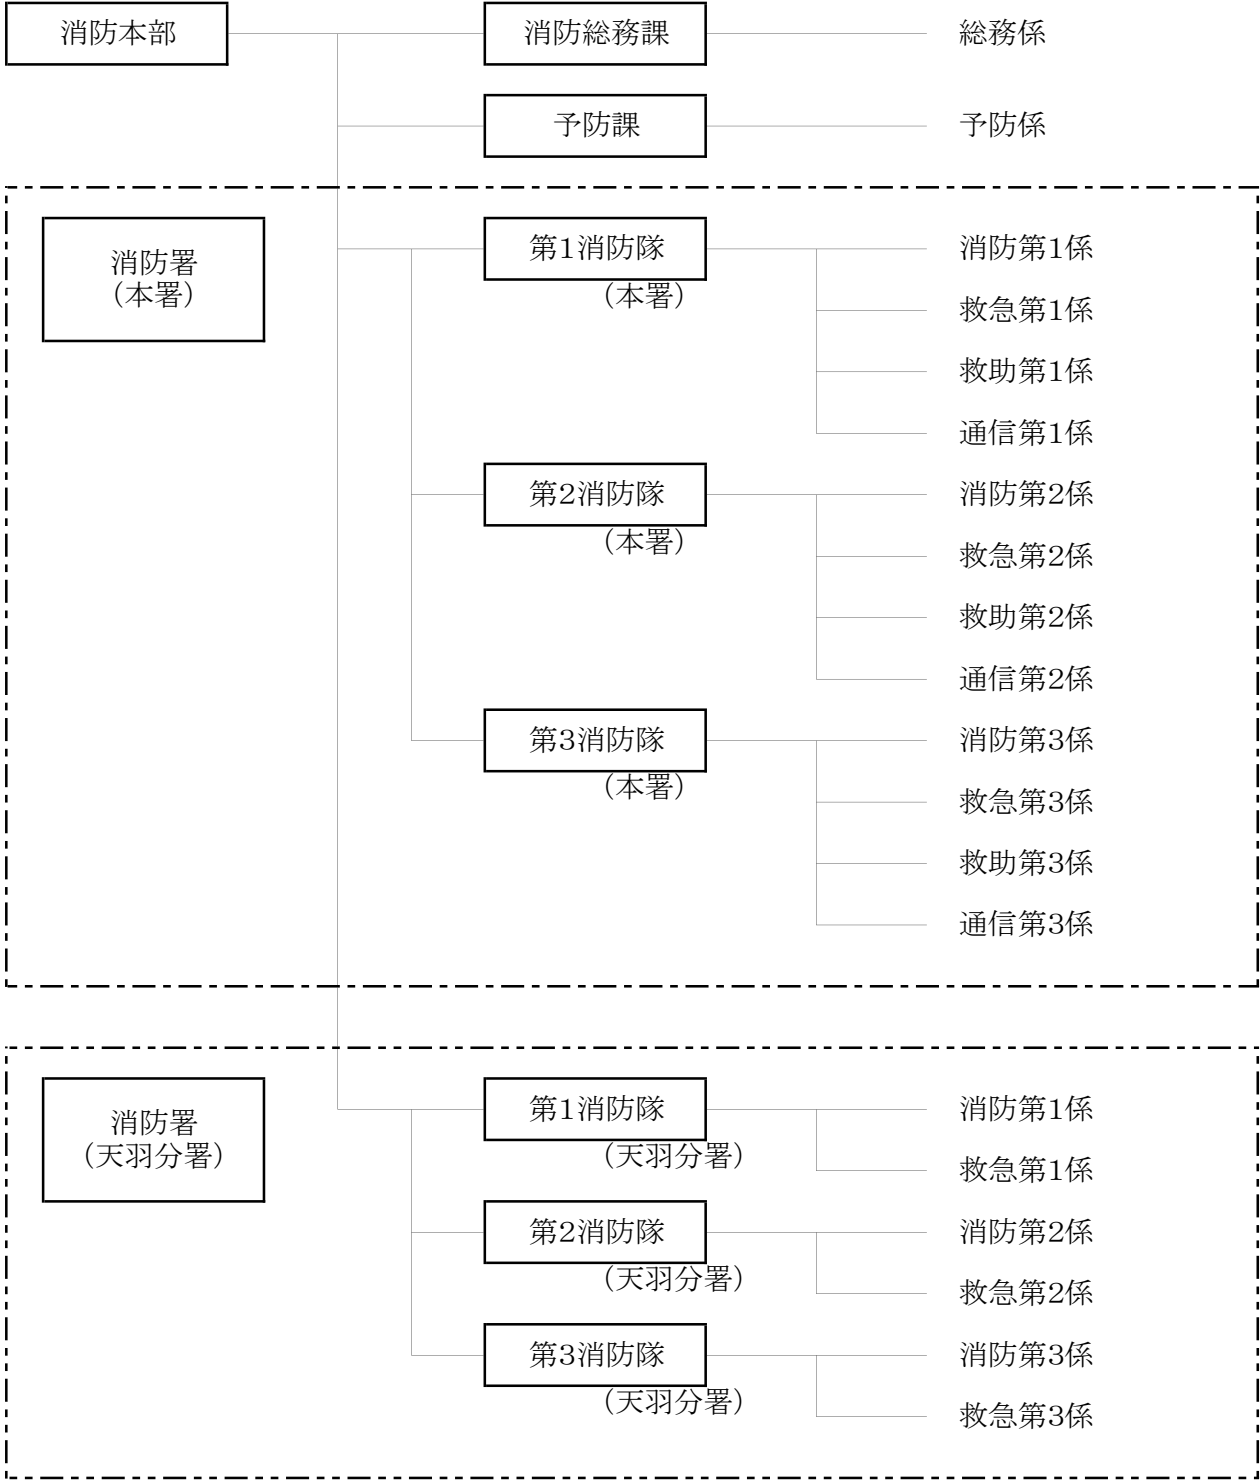 消防本部
消防総務課
総務係
予防課
予防係
消防署
（本署）
第1消防隊
（本署）
消防第1係
救急第1係
救助第1係
通信第1係
第2消防隊
（本署）
消防第2係
救急第2係
救助第2係
通信第2係
第3消防隊
（本署）
消防第3係
救急第3係
救助第3係
通信第3係
消防署
（天羽分署）
第1消防隊
（天羽分署）
消防第1係
救急第1係
第2消防隊
（天羽分署）
消防第2係
救急第2係
第3消防隊
（天羽分署）
消防第3係
救急第3係